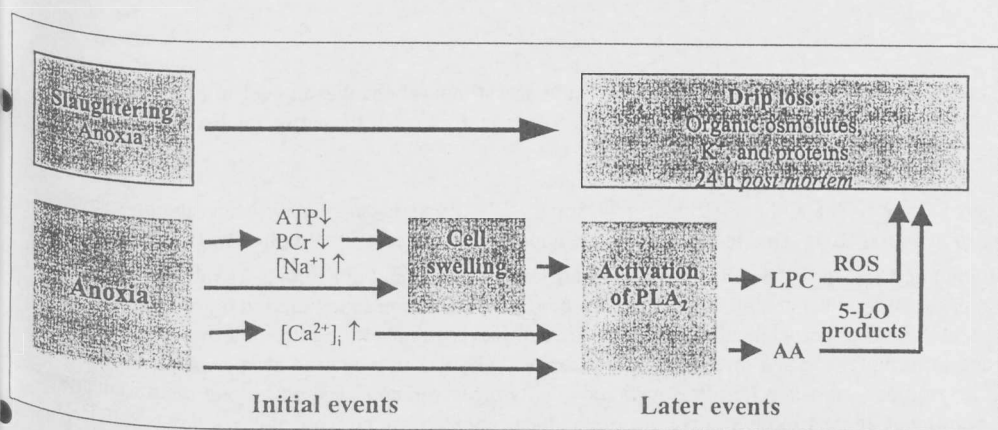 Slaughtering
Anoxia
Drip loss:
Organic osmolutes,
K⁺, and proteins
24 h post mortem
Anoxia
ATP↓
PCr↓
[Na⁺]↑
[Ca²⁺]ᵢ↑
Cell
swelling
Activation
of PLA₂
LPC
ROS
5-LO
products
AA
Initial events
Later events